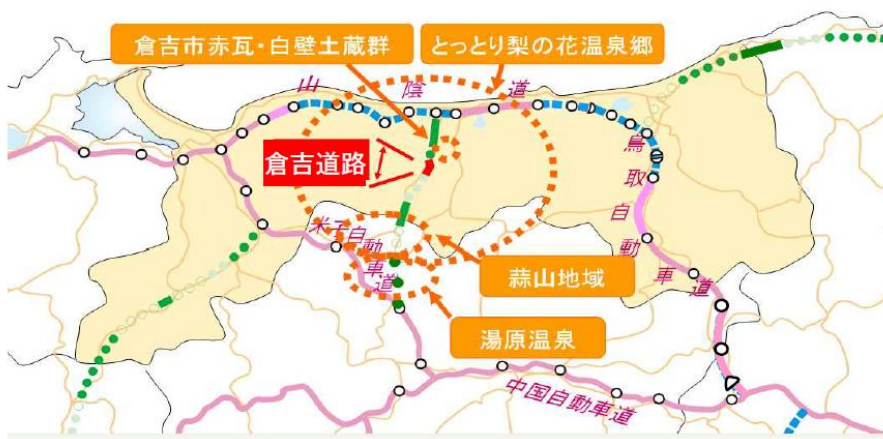 倉吉市赤瓦・白壁土蔵群
とっとり梨の花温泉郷
山陰道
倉吉道路
鳥取自動車道
米子自動車道
蒜山地域
湯原温泉
中国自動車道